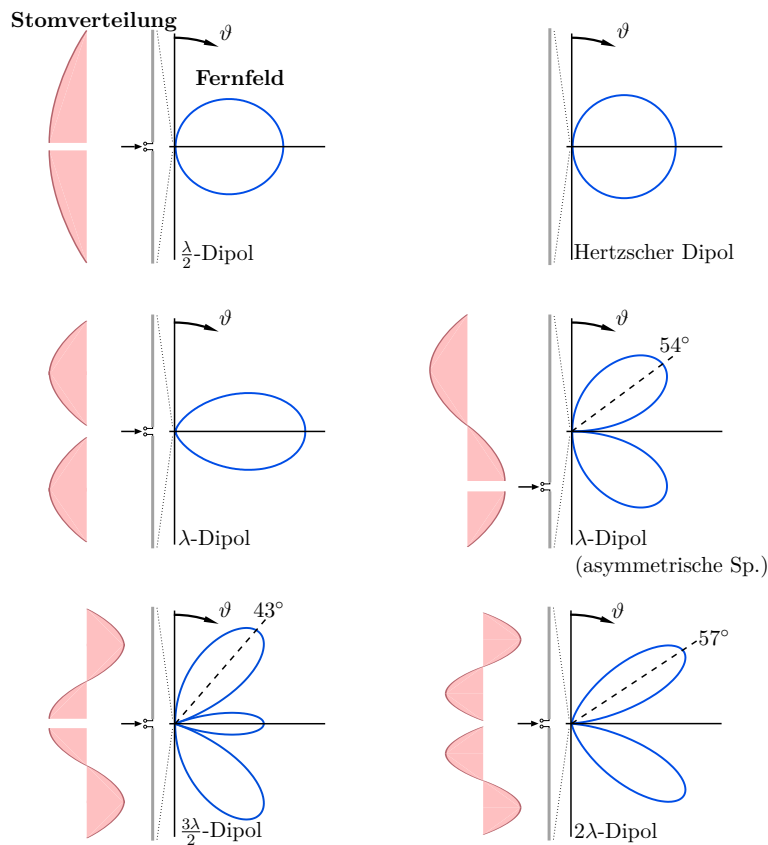 Stomverteilung
ϑ
Fernfeld
λ/2-Dipol
ϑ
Hertzscher Dipol
ϑ
λ-Dipol
ϑ
54°
λ-Dipol
(asymmetrische Sp.)
ϑ
43°
3λ/2-Dipol
ϑ
57°
2λ-Dipol